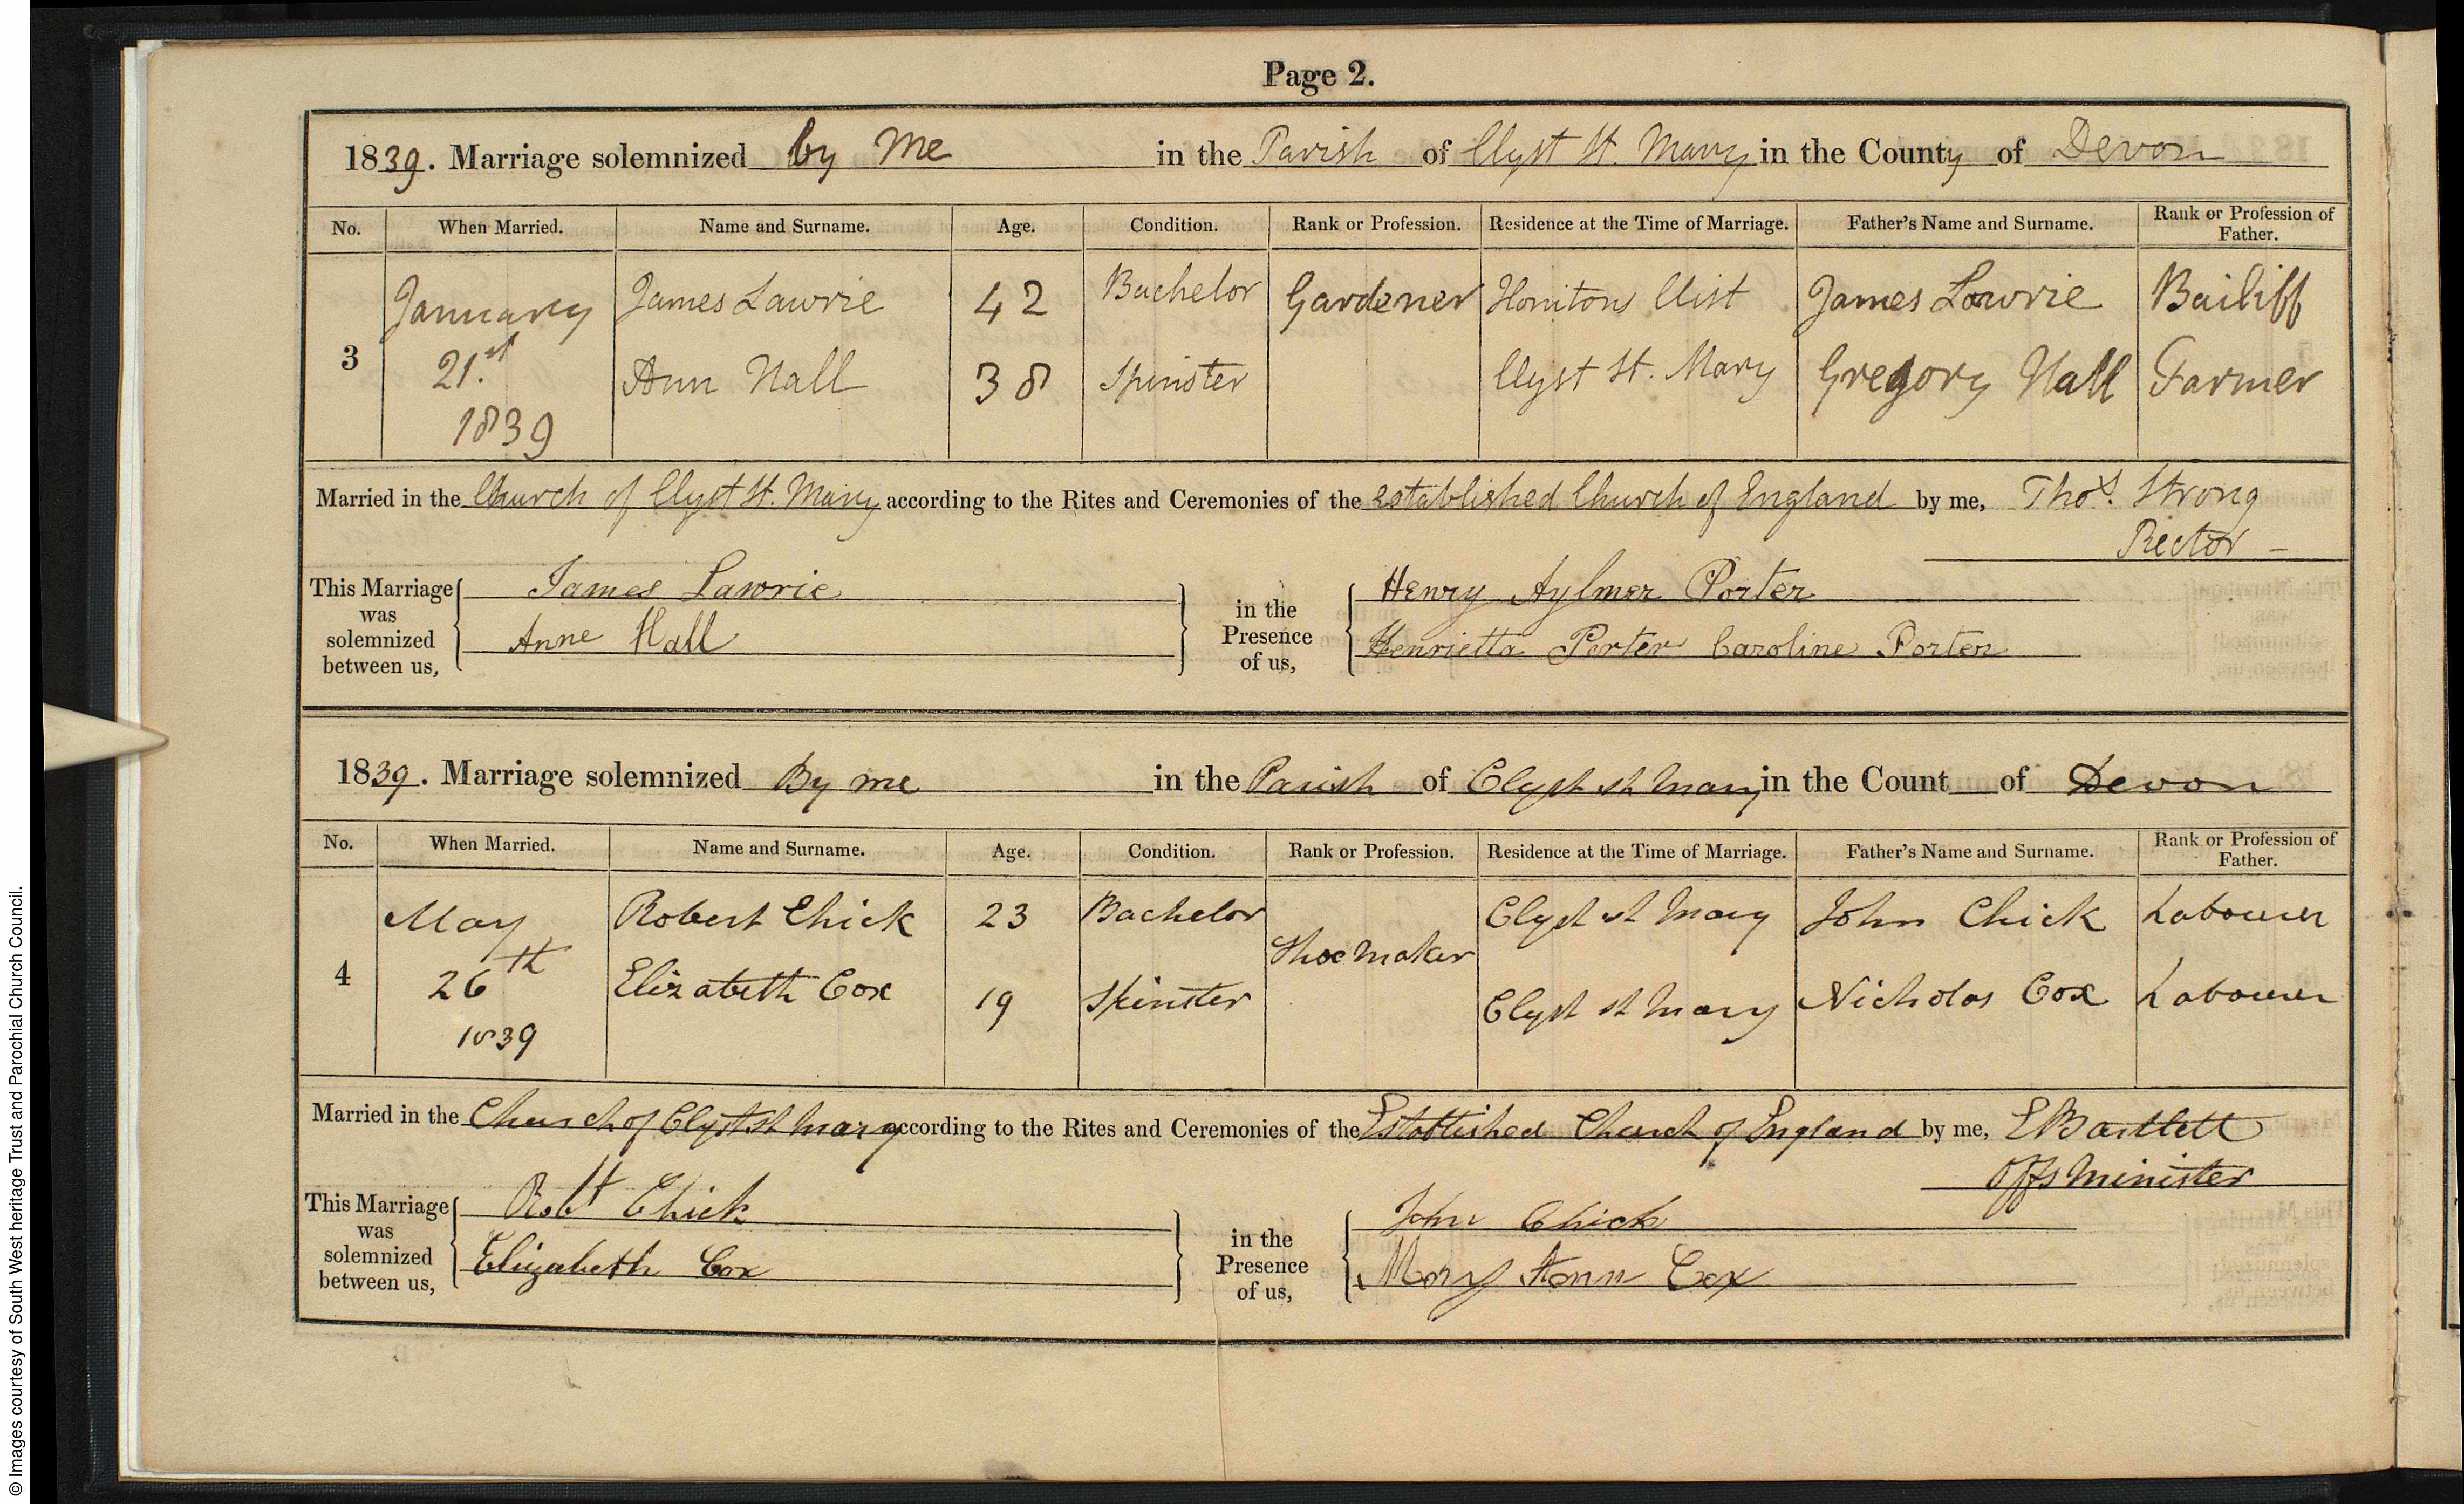 Page 2.
1839. Marriage solemnized by Me in the Parish of Clyst St. Mary in the County of Devon
No. When Married. Name and Surname. Age. Condition. Rank or Profession. Residence at the Time of Marriage. Father's Name and Surname. Rank or Profession of Father.
3 January 21.st 1839 James Lawrie 42 Bachelor Gardener Honitons Clist James Lowrie Bailiff
Ann Hall 38 Spinster Clyst St. Mary Gregory Hall Farmer
Married in the Church of Clyst St. Mary according to the Rites and Ceremonies of the established Church of England by me, Thos. Strong
Rector
This Marriage was solemnized between us, James Lawrie Anne Hall
in the Presence of us, Henry Aylmer Porter Henrietta Porter Caroline Porter
1839. Marriage solemnized By me in the Parish of Clyst st Mary in the Count of Devon
No. When Married. Name and Surname. Age. Condition. Rank or Profession. Residence at the Time of Marriage. Father's Name and Surname. Rank or Profession of Father.
4 May 26th 1839 Robert Chick 23 Bachelor Shoe Maker Clyst st Mary John Chick Labourer
Elizabeth Cox 19 Spinster Clyst st Mary Nicholas Cox Labourer
Married in the Church of Clyst st Mary according to the Rites and Ceremonies of the Established Church of England by me, E Bartlett
Offs Minister
This Marriage was solemnized between us, Robt Chick Elizabeth Cox
in the Presence of us, John Chick Mary Ann Cox
© Images courtesy of South West heritage Trust and Parochial Church Council.